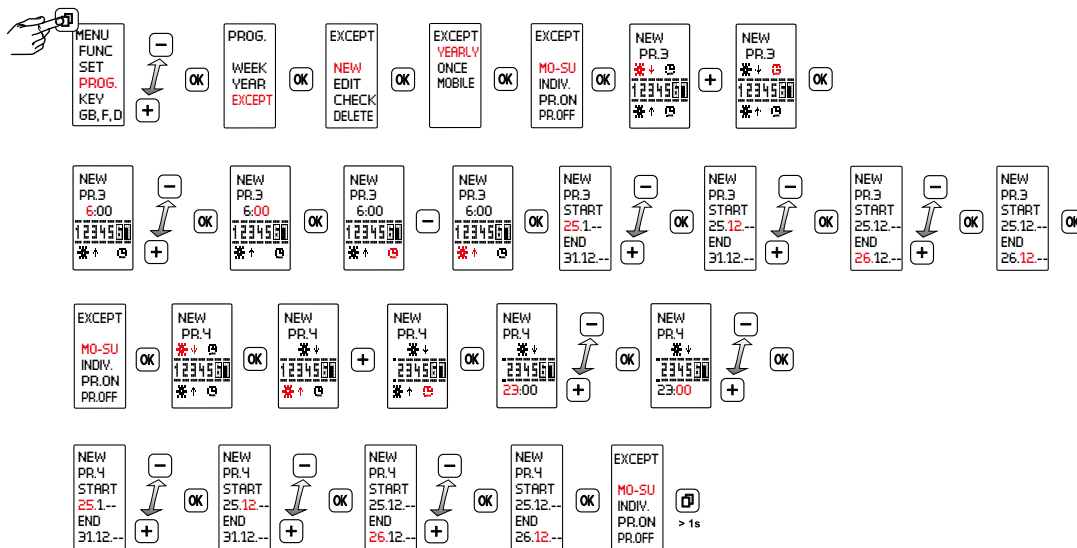 MENU
FUNC
SET
PROG.
KEY
GB, F, D
−
+
OK
PROG.
WEEK
YEAR
EXCEPT
OK
EXCEPT
NEW
EDIT
CHECK
DELETE
OK
EXCEPT
YEARLY
ONCE
MOBILE
OK
EXCEPT
MO-SU
INDIV.
PR.ON
PR.OFF
OK
NEW
PR.3
1234567
+
NEW
PR.3
1234567
OK
NEW
PR.3
6:00
1234567
−
+
OK
NEW
PR.3
6:00
1234567
OK
NEW
PR.3
6:00
1234567
−
NEW
PR.3
6:00
1234567
OK
NEW
PR.3
START
25.1.--
END
31.12.--
−
+
OK
NEW
PR.3
START
25.12.--
END
31.12.--
−
+
OK
NEW
PR.3
START
25.12.--
END
26.12.--
−
+
OK
NEW
PR.3
START
25.12.--
END
26.12.--
OK
EXCEPT
MO-SU
INDIV.
PR.ON
PR.OFF
OK
NEW
PR.4
1234567
OK
NEW
PR.4
1234567
+
NEW
PR.4
234567
OK
NEW
PR.4
234567
23:00
−
+
OK
NEW
PR.4
234567
23:00
−
+
OK
NEW
PR.4
START
25.1.--
END
31.12.--
−
+
OK
NEW
PR.4
START
25.12.--
END
31.12.--
−
+
OK
NEW
PR.4
START
25.12.--
END
26.12.--
−
+
OK
NEW
PR.4
START
25.12.--
END
26.12.--
OK
EXCEPT
MO-SU
INDIV.
PR.ON
PR.OFF
> 1s